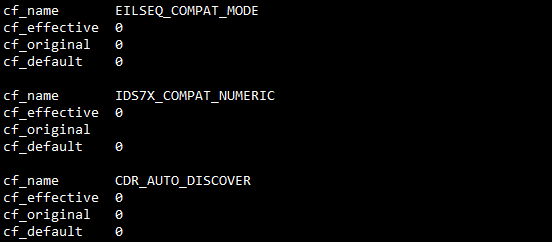 cf_name       EILSEQ_COMPAT_MODE
cf_effective  0
cf_original   0
cf_default    0

cf_name       IDS7X_COMPAT_NUMERIC
cf_effective  0
cf_original
cf_default    0

cf_name       CDR_AUTO_DISCOVER
cf_effective  0
cf_original   0
cf_default    0